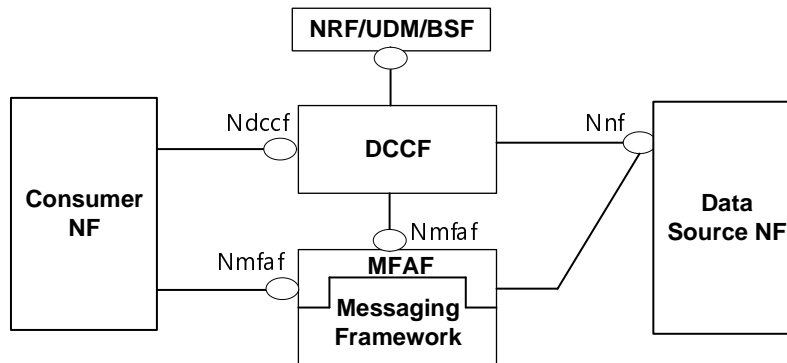 NRF/UDM/BSF
Ndccf
Nnf
DCCF
Consumer
NF
Data
Source NF
Nmfaf
Nmfaf
MFAF
Messaging
Framework